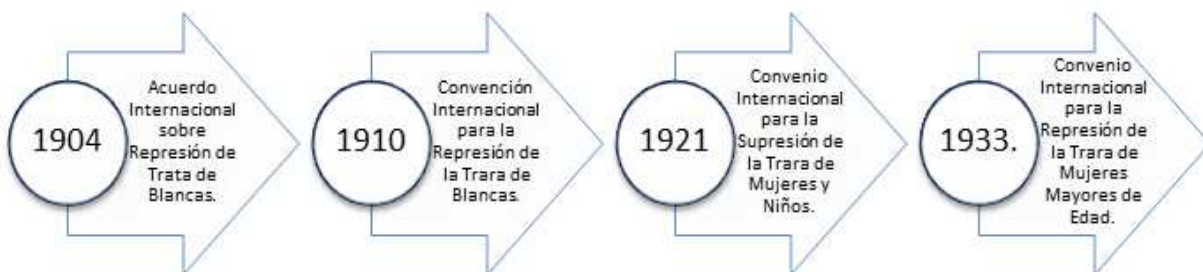 1904
Acuerdo
Internacional
sobre
Represión de
Trata de
Blancas.
1910
Convención
Internacional
para la
Represión de
la Trara de
Blancas.
1921
Convenio
Internacional
para la
Supresión de
la Trara de
Mujeres y
Niños.
1933.
Convenio
Internacional
para la
Represión de
la Trara de
Mujeres
Mayores de
Edad.